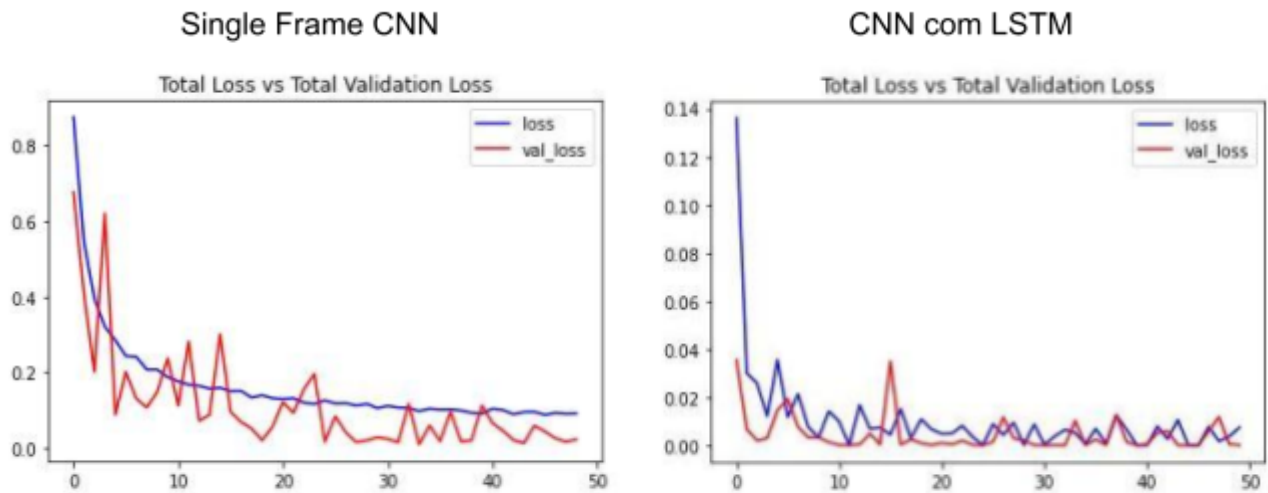 Single Frame CNN
Total Loss vs Total Validation Loss
loss
val_loss
0.8
0.6
0.4
0.2
0.0
0 10 20 30 40 50
CNN com LSTM
Total Loss vs Total Validation Loss
loss
val_loss
0.14
0.12
0.10
0.08
0.06
0.04
0.02
0.00
0 10 20 30 40 50